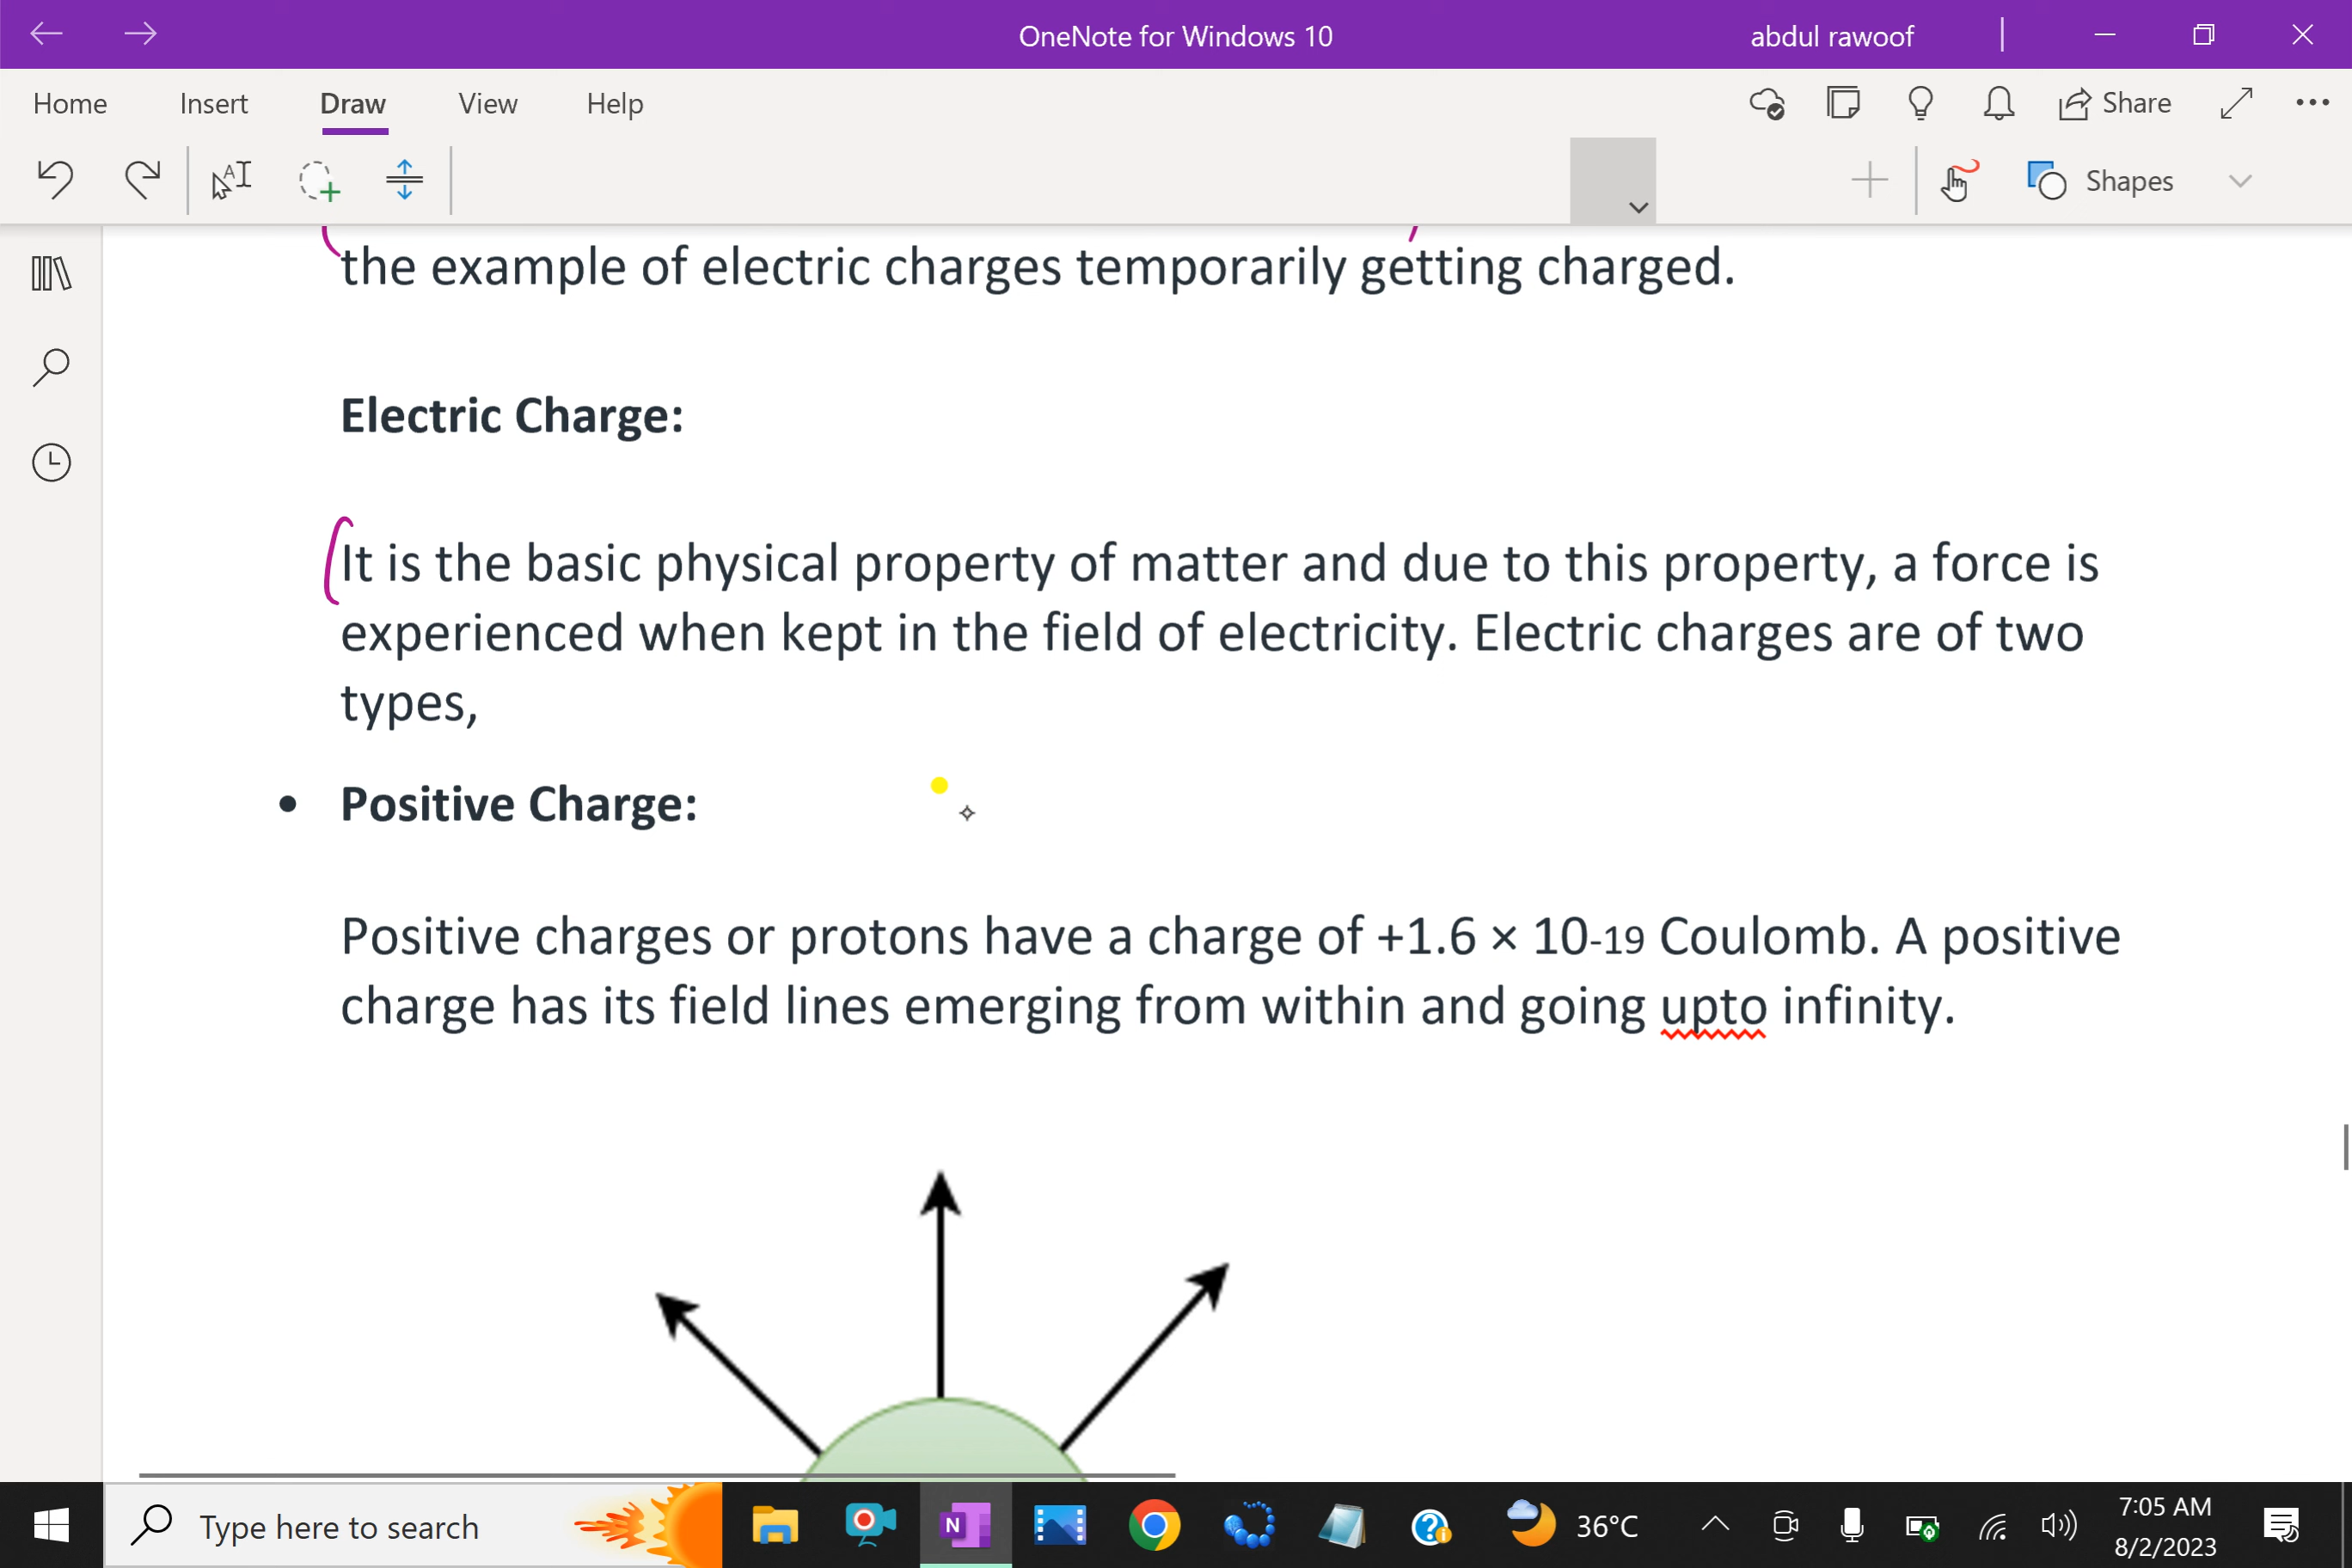 OneNote for Windows 10
abdul rawoof
Home Insert Draw View Help
Share
Shapes
the example of electric charges temporarily getting charged.
Electric Charge:
It is the basic physical property of matter and due to this property, a force is
experienced when kept in the field of electricity. Electric charges are of two
types,
• Positive Charge:
Positive charges or protons have a charge of +1.6 × 10-19 Coulomb. A positive
charge has its field lines emerging from within and going upto infinity.
Type here to search
36°C
7:05 AM
8/2/2023